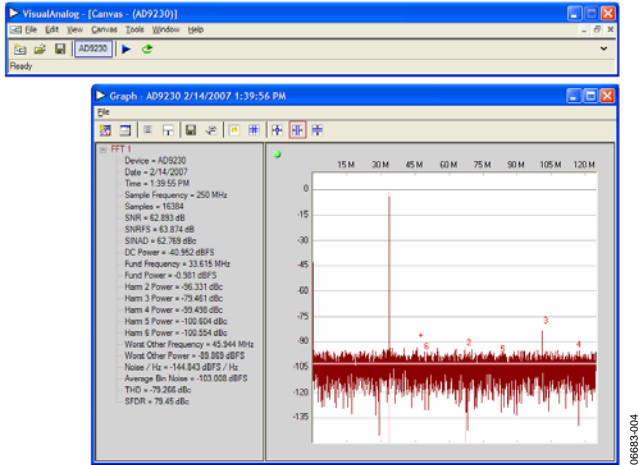 VisualAnalog - [Canvas - (AD9230)]
File Edit View Canvas Tools Window Help
AD9230
Ready
Graph - AD9230 2/14/2007 1:39:56 PM
File
FFT 1
Device = AD9230
Date = 2/14/2007
Time = 1:39:55 PM
Sample Frequency = 250 MHz
Samples = 16384
SNR = 62.893 dB
SNRFS = 63.874 dB
SINAD = 62.769 dBc
DC Power = -40.952 dBFS
Fund Frequency = 33.615 MHz
Fund Power = -0.981 dBFS
Harm 2 Power = -96.331 dBc
Harm 3 Power = -79.461 dBc
Harm 4 Power = -99.498 dBc
Harm 5 Power = -100.604 dBc
Harm 6 Power = -100.554 dBc
Worst Other Frequency = 45.944 MHz
Worst Other Power = -89.869 dBFS
Noise / Hz = -144.843 dBFS / Hz
Average Bin Noise = -103.008 dBFS
THD = -79.266 dBc
SFDR = 79.45 dBc
15 M 30 M 45 M 60 M 75 M 90 M 105 M 120 M
0
-15
-30
-45
-60
-75
-90
-105
-120
-135
+
6
2
5
3
4
06683-004